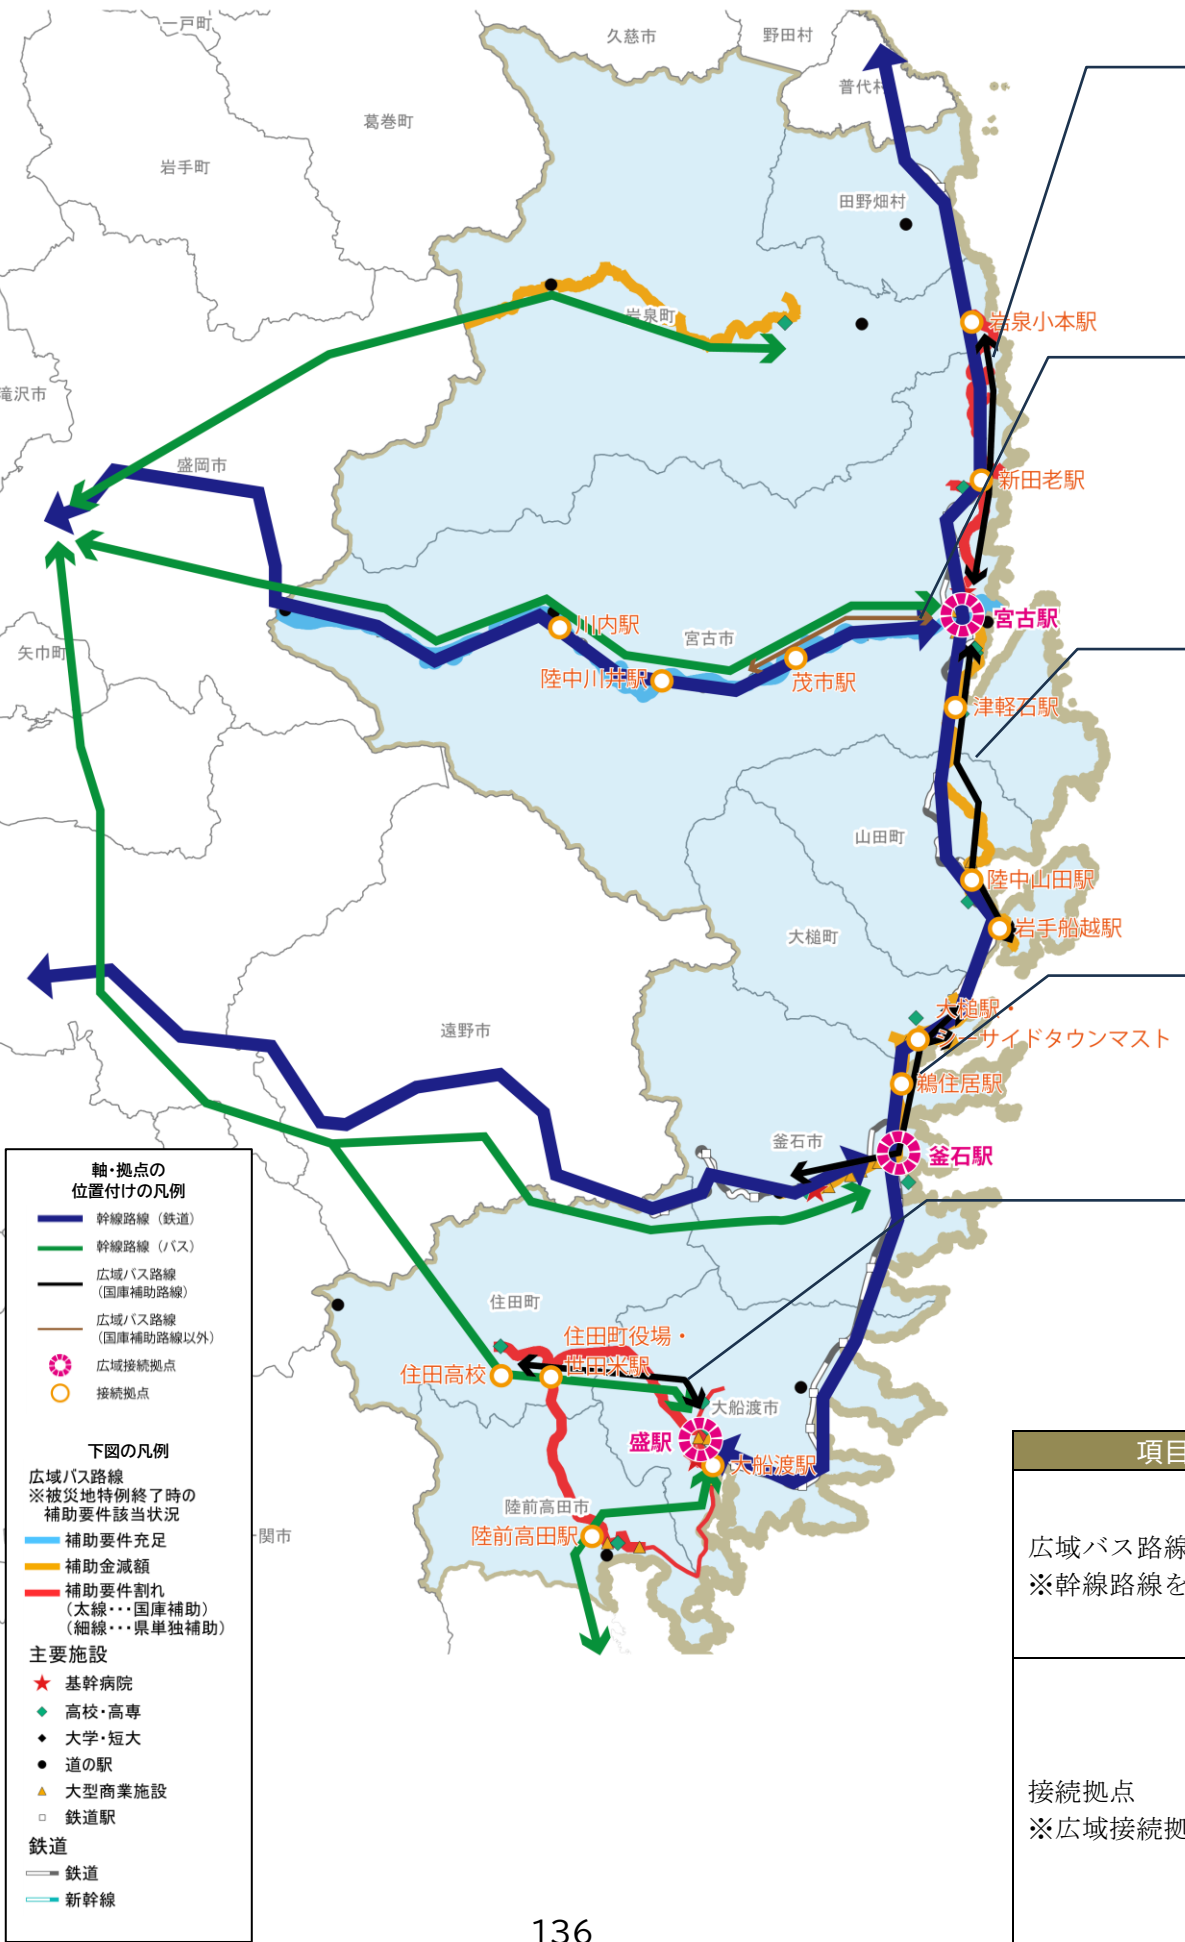 一戸町
久慈市
野田村
普代村
葛巻町
岩手町
田野畑村
岩泉町
岩泉小本駅
滝沢市
盛岡市
新田老駅
宮古駅
川内駅
宮古市
矢巾町
陸中川井駅
茂市駅
津軽石駅
山田町
陸中山田駅
大槌町
岩手船越駅
遠野市
大槌駅・
シーサイドタウンマスト
鵜住居駅
釜石市
釜石駅
住田町
住田町役場・
世田米駅
住田高校
大船渡市
盛駅
大船渡駅
陸前高田市
陸前高田駅
関市
軸・拠点の
位置付けの凡例
幹線路線（鉄道）
幹線路線（バス）
広域バス路線
（国庫補助路線）
広域バス路線
（国庫補助路線以外）
広域接続拠点
接続拠点
下図の凡例
広域バス路線
※被災地特例終了時の
補助要件該当状況
補助要件充足
補助金減額
補助要件割れ
（太線・・・国庫補助）
（細線・・・県単独補助）
主要施設
基幹病院
高校・高専
大学・短大
道の駅
大型商業施設
鉄道駅
鉄道
鉄道
新幹線
項目
広域バス路線
※幹線路線を
接続拠点
※広域接続拠
136